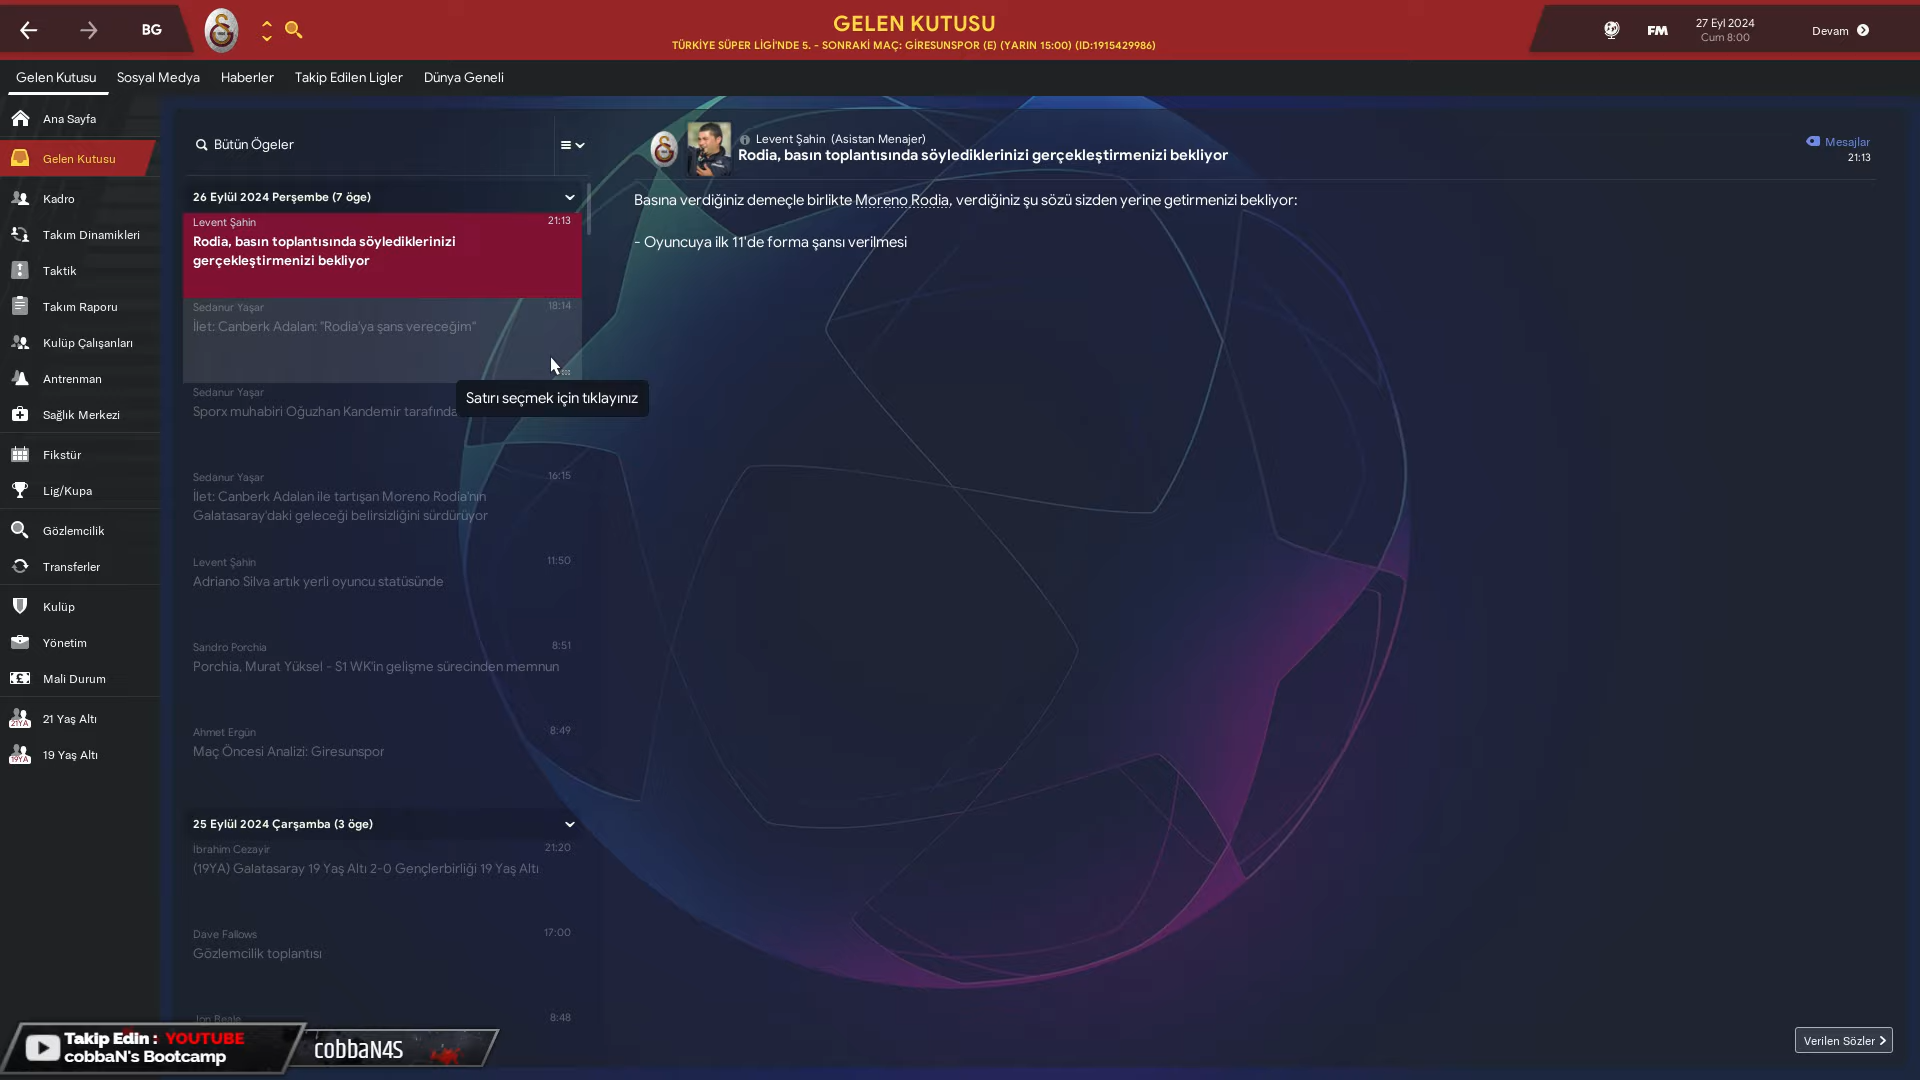 BG
GELEN KUTUSU
TÜRKİYE SÜPER LİGİ'NDE 5. - SONRAKİ MAÇ: GİRESUNSPOR (E) (YARIN 15:00) (ID:1915429986)
FM
27 Eyl 2024
Cum 8:00
Devam
Gelen Kutusu
Sosyal Medya
Haberler
Takip Edilen Ligler
Dünya Geneli
Ana Sayfa
Gelen Kutusu
Kadro
Takım Dinamikleri
Taktik
Takım Raporu
Kulüp Çalışanları
Antrenman
Sağlık Merkezi
Fikstür
Lig/Kupa
Gözlemcilik
Transferler
Kulüp
Yönetim
Mali Durum
21YA
21 Yaş Altı
19YA
19 Yaş Altı
Bütün Ögeler
26 Eylül 2024 Perşembe (7 öge)
Levent Şahin 21:13
Rodia, basın toplantısında söylediklerinizi
gerçekleştirmenizi bekliyor
Sedanur Yaşar 18:14
İlet: Canberk Adalan: "Rodia'ya şans vereceğim"
Satırı seçmek için tıklayınız
Sedanur Yaşar
Sporx muhabiri Oğuzhan Kandemir tarafında
Sedanur Yaşar 16:15
İlet: Canberk Adalan ile tartışan Moreno Rodia'nın
Galatasaray'daki geleceği belirsizliğini sürdürüyor
Levent Şahin 11:50
Adriano Silva artık yerli oyuncu statüsünde
Sandro Porchia 8:51
Porchia, Murat Yüksel - S1 WK'in gelişme sürecinden memnun
Ahmet Ergün 8:49
Maç Öncesi Analizi: Giresunspor
25 Eylül 2024 Çarşamba (3 öge)
İbrahim Cezayir 21:20
(19YA) Galatasaray 19 Yaş Altı 2-0 Gençlerbirliği 19 Yaş Altı
Dave Fallows 17:00
Gözlemcilik toplantısı
Jon Reale 8:48
Levent Şahin (Asistan Menajer)
Rodia, basın toplantısında söylediklerinizi gerçekleştirmenizi bekliyor
Mesajlar
21:13
Basına verdiğiniz demeçle birlikte Moreno Rodia, verdiğiniz şu sözü sizden yerine getirmenizi bekliyor:
- Oyuncuya ilk 11'de forma şansı verilmesi
Verilen Sözler
Takip Edin : YOUTUBE
cobbaN's Bootcamp
cobbaN4S